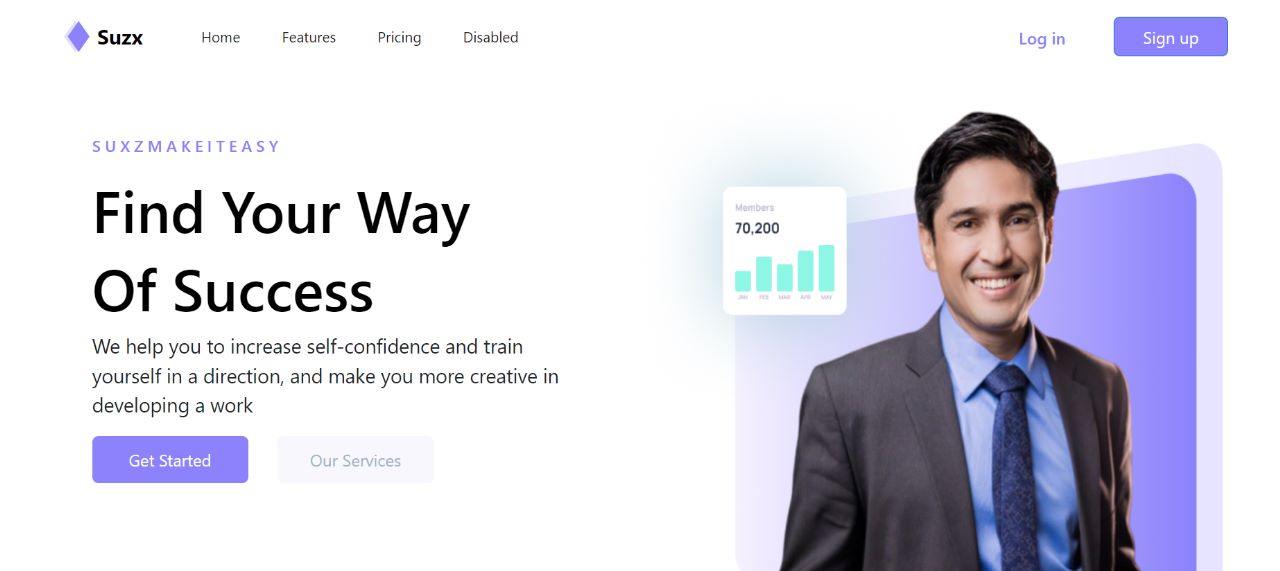 Suzx
Home
Features
Pricing
Disabled
Log in
Sign up
SUXZMAKEITEASY
Find Your Way
Of Success
We help you to increase self-confidence and train
yourself in a direction, and make you more creative in
developing a work
Get Started
Our Services
Members
70,200
JAN FEB MAR APR MAY